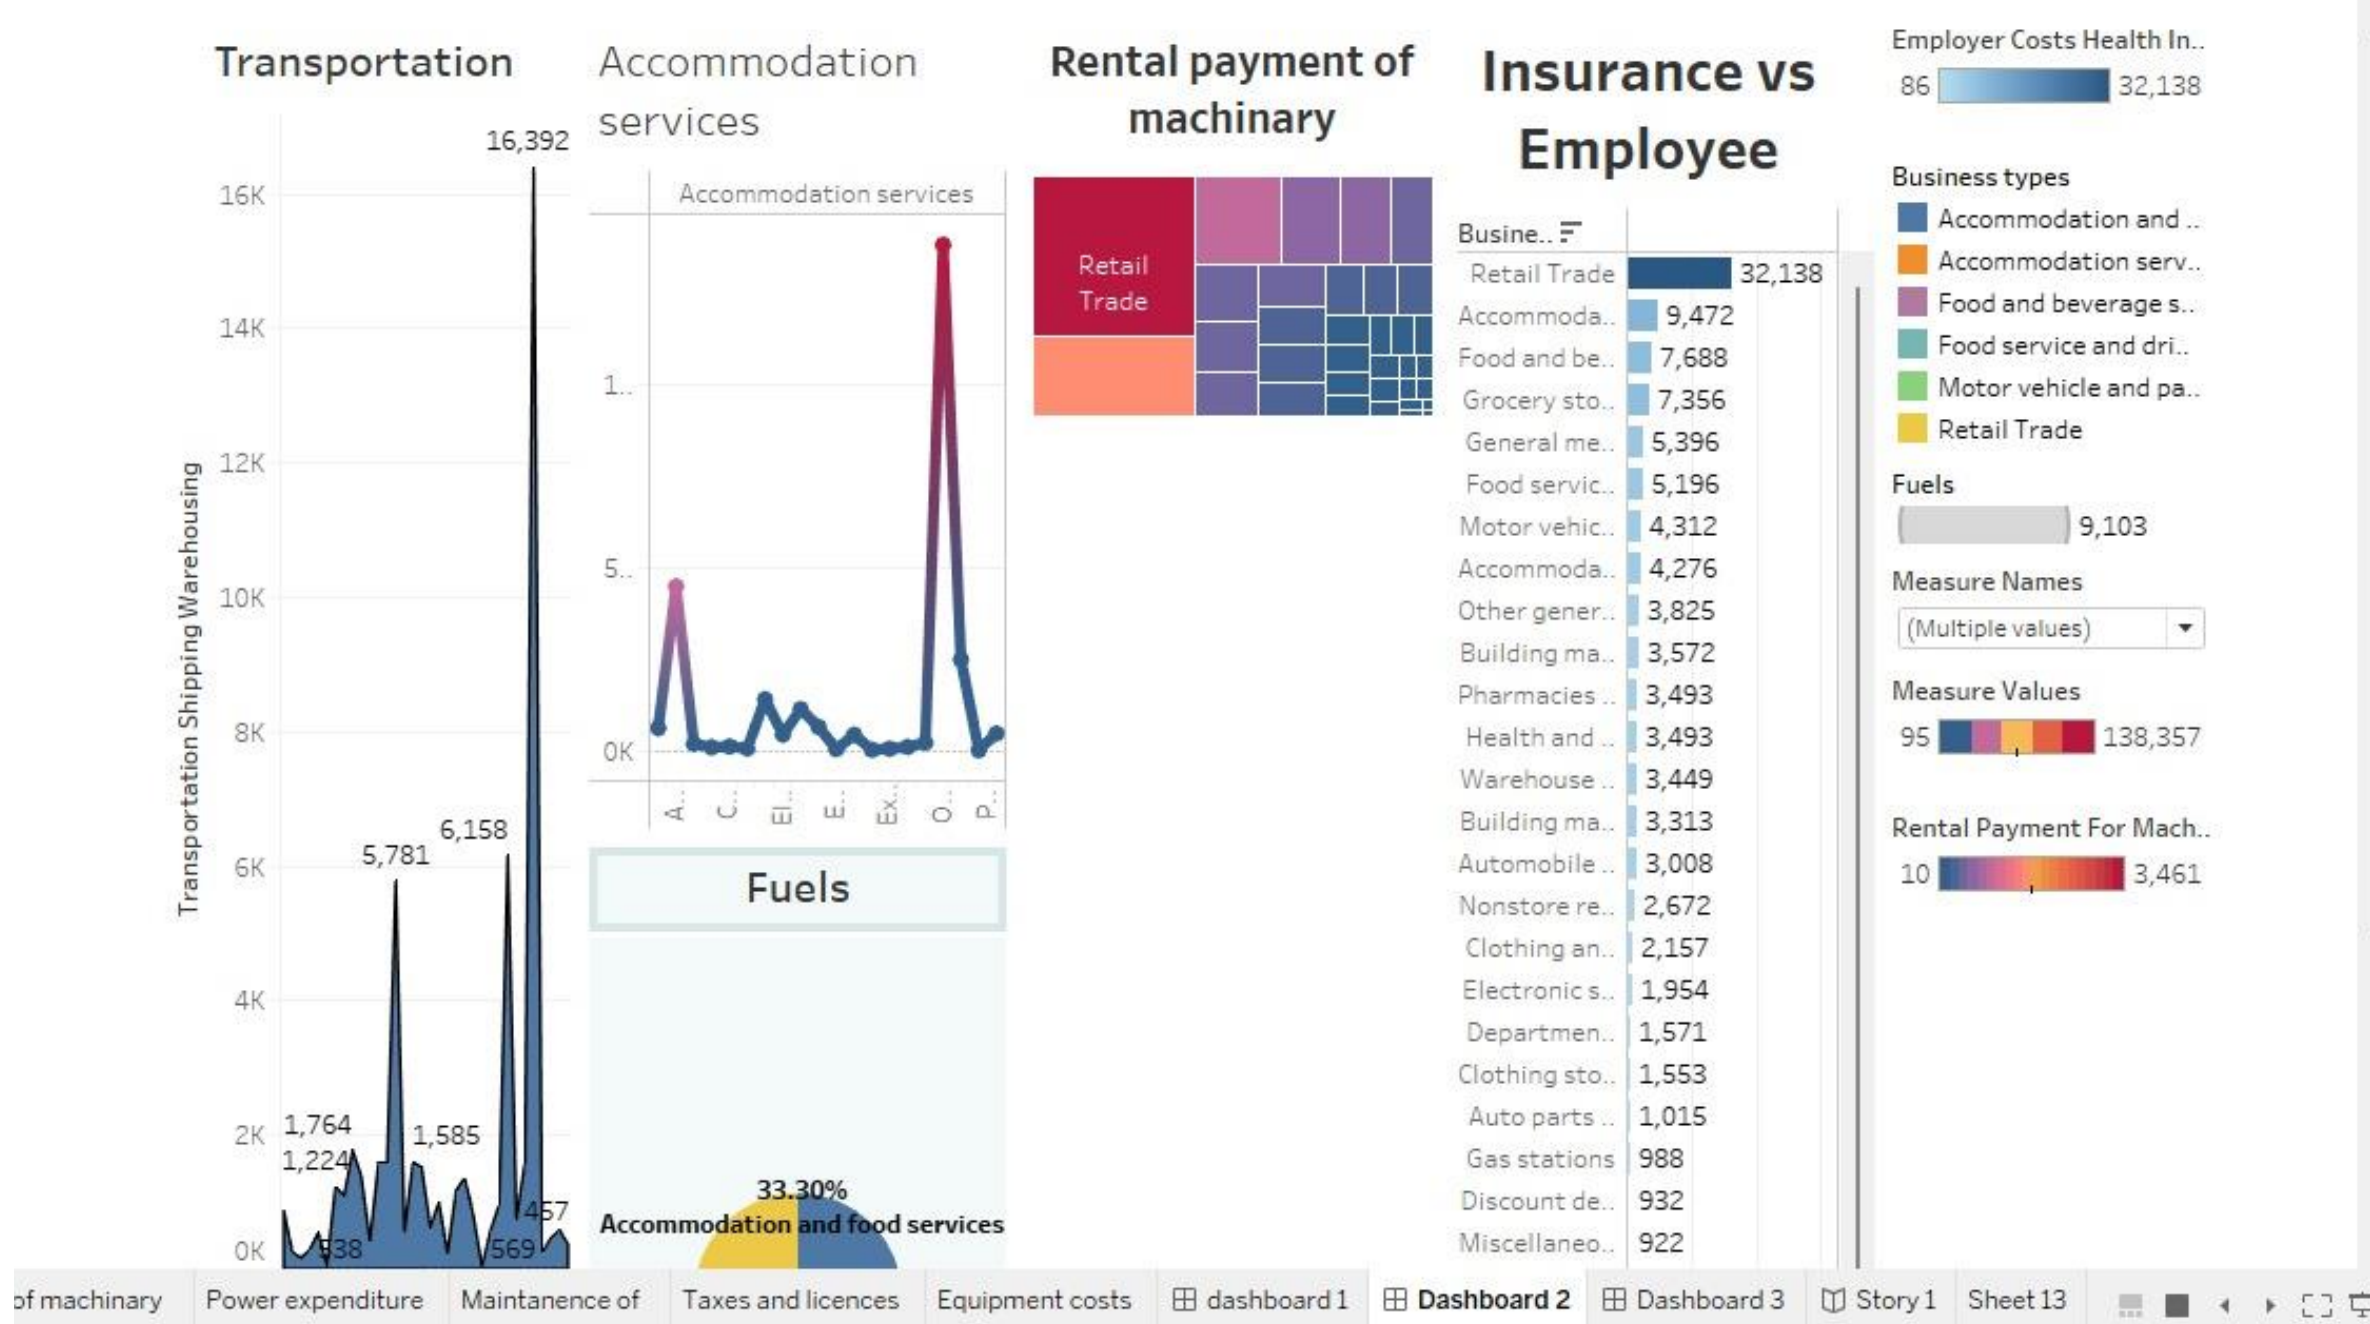 Transportation
16,392
16K
14K
12K
10K
8K
6K
4K
2K
0K
Transportation Shipping Warehousing
6,158
5,781
1,764
1,585
1,224
457
538
569
Accommodation
services
Accommodation services
1..
5..
0K
A..
C..
El..
E..
Ex..
O..
P..
Fuels
33.30%
Accommodation and food services
Rental payment of
machinary
Retail
Trade
Insurance vs
Employee
Busine..
Retail Trade 32,138
Accommoda.. 9,472
Food and be.. 7,688
Grocery sto.. 7,356
General me.. 5,396
Food servic.. 5,196
Motor vehic.. 4,312
Accommoda.. 4,276
Other gener.. 3,825
Building ma.. 3,572
Pharmacies .. 3,493
Health and .. 3,493
Warehouse .. 3,449
Building ma.. 3,313
Automobile .. 3,008
Nonstore re.. 2,672
Clothing an.. 2,157
Electronic s.. 1,954
Departmen.. 1,571
Clothing sto.. 1,553
Auto parts .. 1,015
Gas stations 988
Discount de.. 932
Miscellaneo.. 922
Employer Costs Health In..
86 32,138
Business types
Accommodation and ..
Accommodation serv..
Food and beverage s..
Food service and dri..
Motor vehicle and pa..
Retail Trade
Fuels
9,103
Measure Names
(Multiple values)
Measure Values
95 138,357
Rental Payment For Mach..
10 3,461
of machinary Power expenditure Maintanence of Taxes and licences Equipment costs dashboard 1 Dashboard 2 Dashboard 3 Story 1 Sheet 13